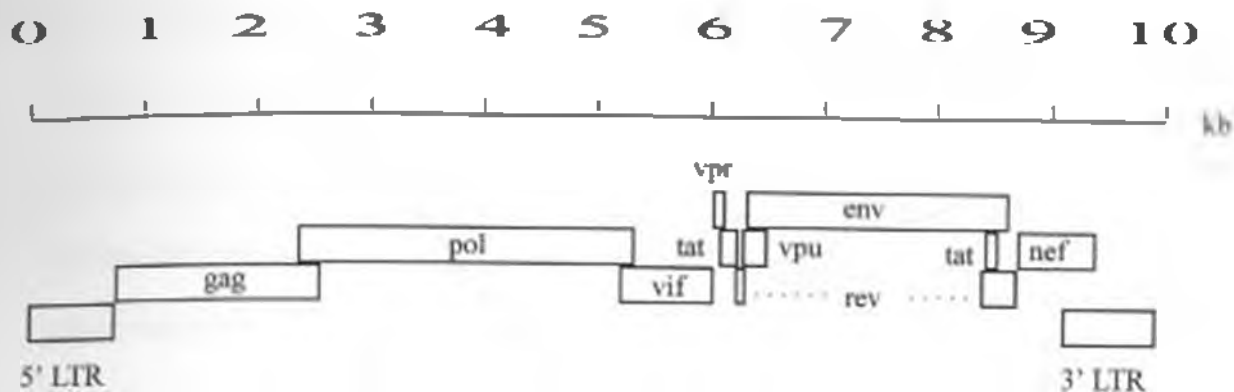 0 1 2 3 4 5 6 7 8 9 10
kb
vpr
env
pol tat vpu tat nef
gag vif rev
5’ LTR 3’ LTR